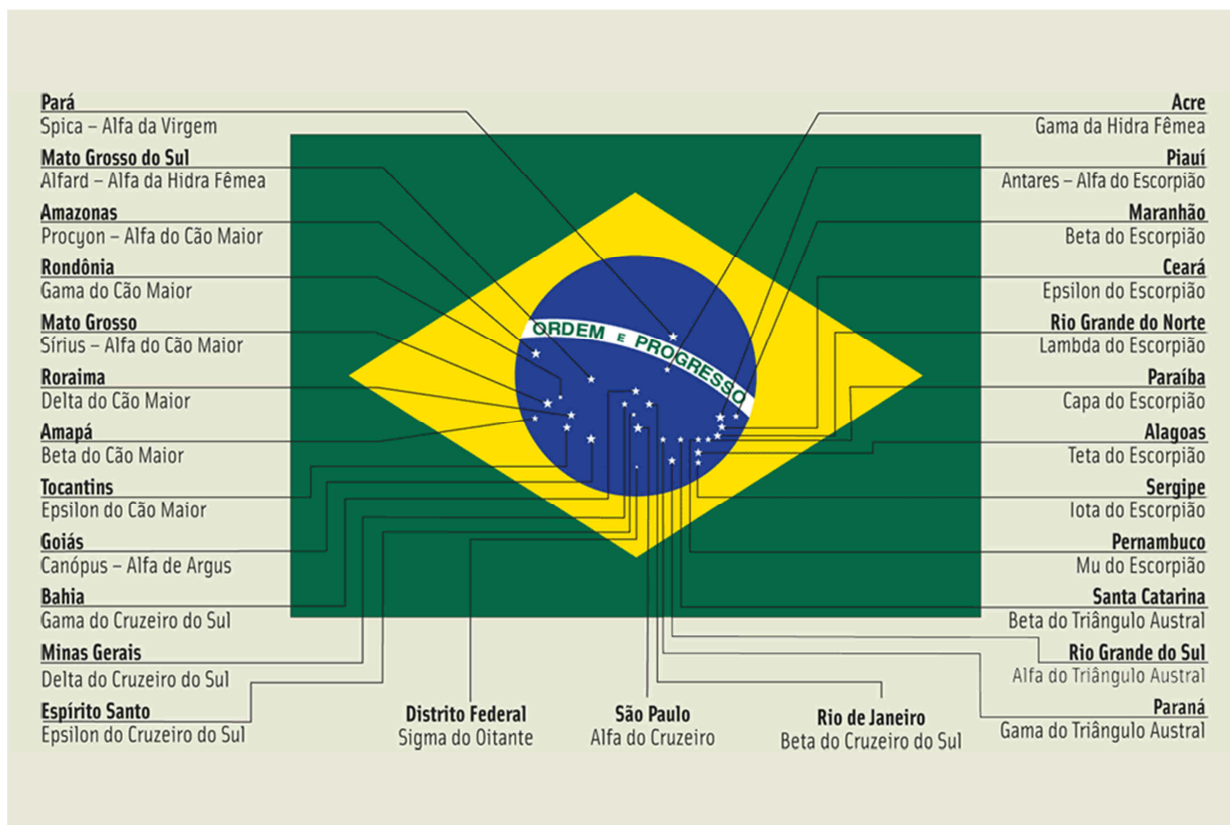 Pará
Spica – Alfa da Virgem
Mato Grosso do Sul
Alfard – Alfa da Hidra Fêmea
Amazonas
Procyon – Alfa do Cão Maior
Rondônia
Gama do Cão Maior
Mato Grosso
Sírius – Alfa do Cão Maior
Roraima
Delta do Cão Maior
Amapá
Beta do Cão Maior
Tocantins
Epsilon do Cão Maior
Goiás
Canópus – Alfa de Argus
Bahia
Gama do Cruzeiro do Sul
Minas Gerais
Delta do Cruzeiro do Sul
Espírito Santo
Epsilon do Cruzeiro do Sul
ORDEM E PROGRESSO
Distrito Federal
Sigma do Oitante
São Paulo
Alfa do Cruzeiro
Rio de Janeiro
Beta do Cruzeiro do Sul
Acre
Gama da Hidra Fêmea
Piauí
Antares – Alfa do Escorpião
Maranhão
Beta do Escorpião
Ceará
Epsilon do Escorpião
Rio Grande do Norte
Lambda do Escorpião
Paraíba
Capa do Escorpião
Alagoas
Teta do Escorpião
Sergipe
Iota do Escorpião
Pernambuco
Mu do Escorpião
Santa Catarina
Beta do Triângulo Austral
Rio Grande do Sul
Alfa do Triângulo Austral
Paraná
Gama do Triângulo Austral